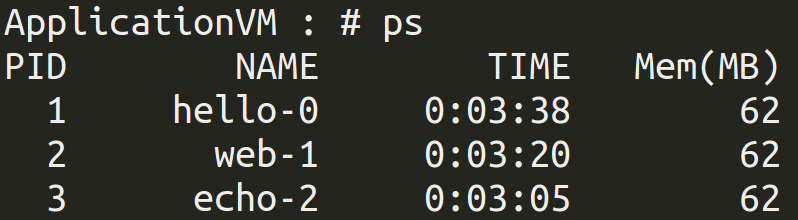 ApplicationVM : # ps
PID        NAME        TIME   Mem(MB)
  1     hello-0     0:03:38        62
  2       web-1     0:03:20        62
  3      echo-2     0:03:05        62